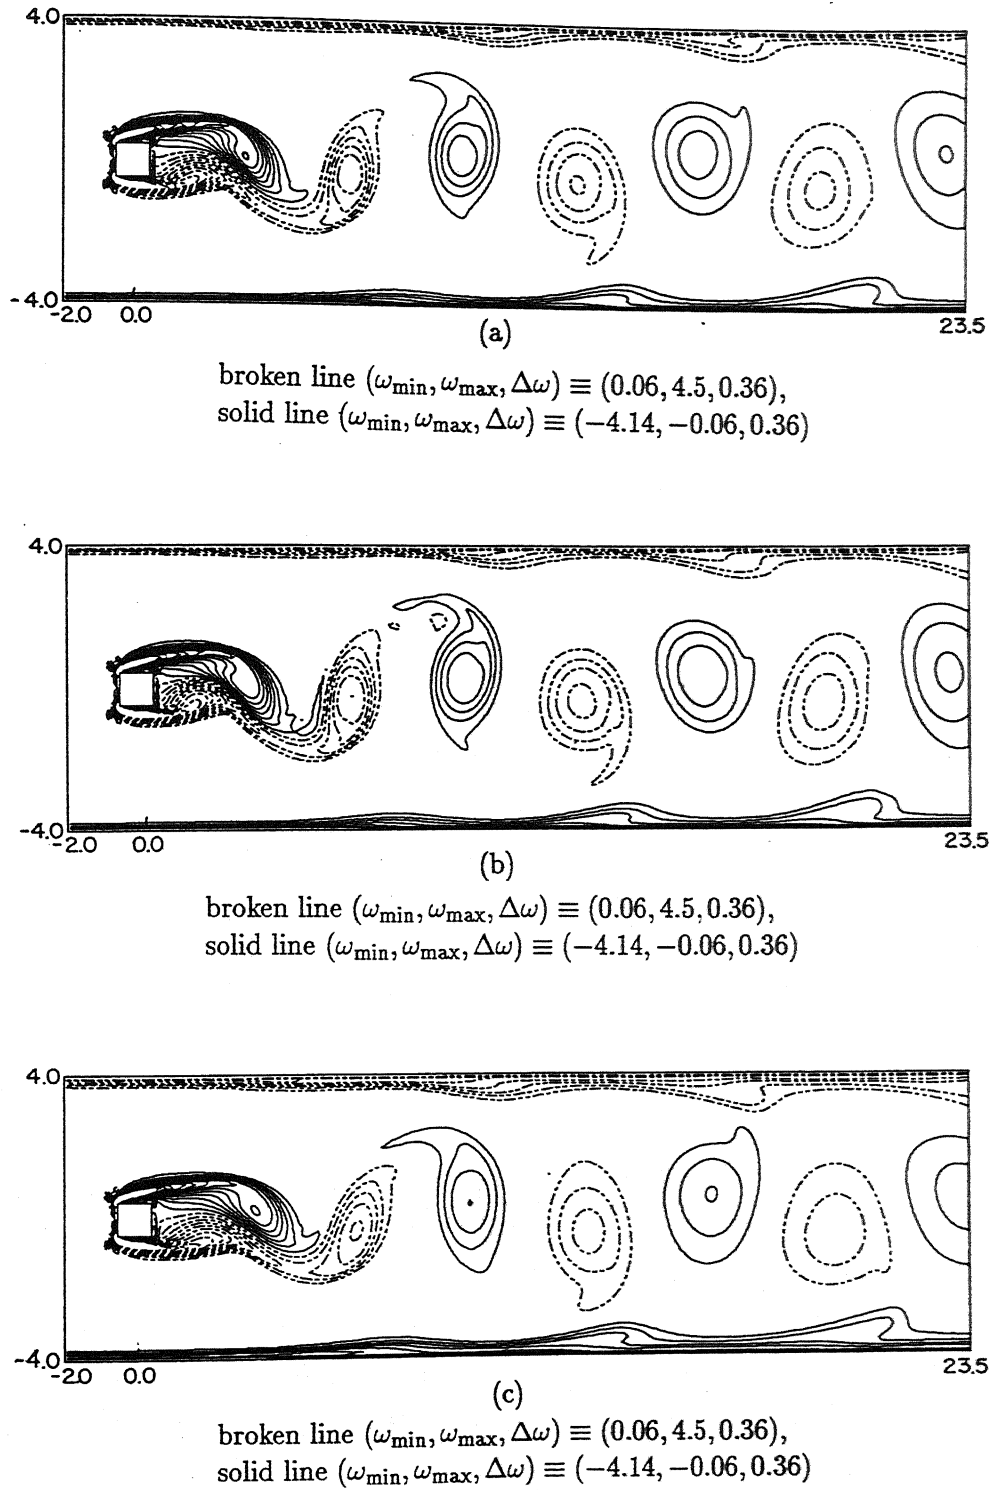 4.0
-4.0
-2.0 0.0 23.5
(a)
broken line (ω_min, ω_max, Δω) ≡ (0.06, 4.5, 0.36),
solid line (ω_min, ω_max, Δω) ≡ (−4.14, −0.06, 0.36)
4.0
-4.0
-2.0 0.0 23.5
(b)
broken line (ω_min, ω_max, Δω) ≡ (0.06, 4.5, 0.36),
solid line (ω_min, ω_max, Δω) ≡ (−4.14, −0.06, 0.36)
4.0
-4.0
-2.0 0.0 23.5
(c)
broken line (ω_min, ω_max, Δω) ≡ (0.06, 4.5, 0.36),
solid line (ω_min, ω_max, Δω) ≡ (−4.14, −0.06, 0.36)